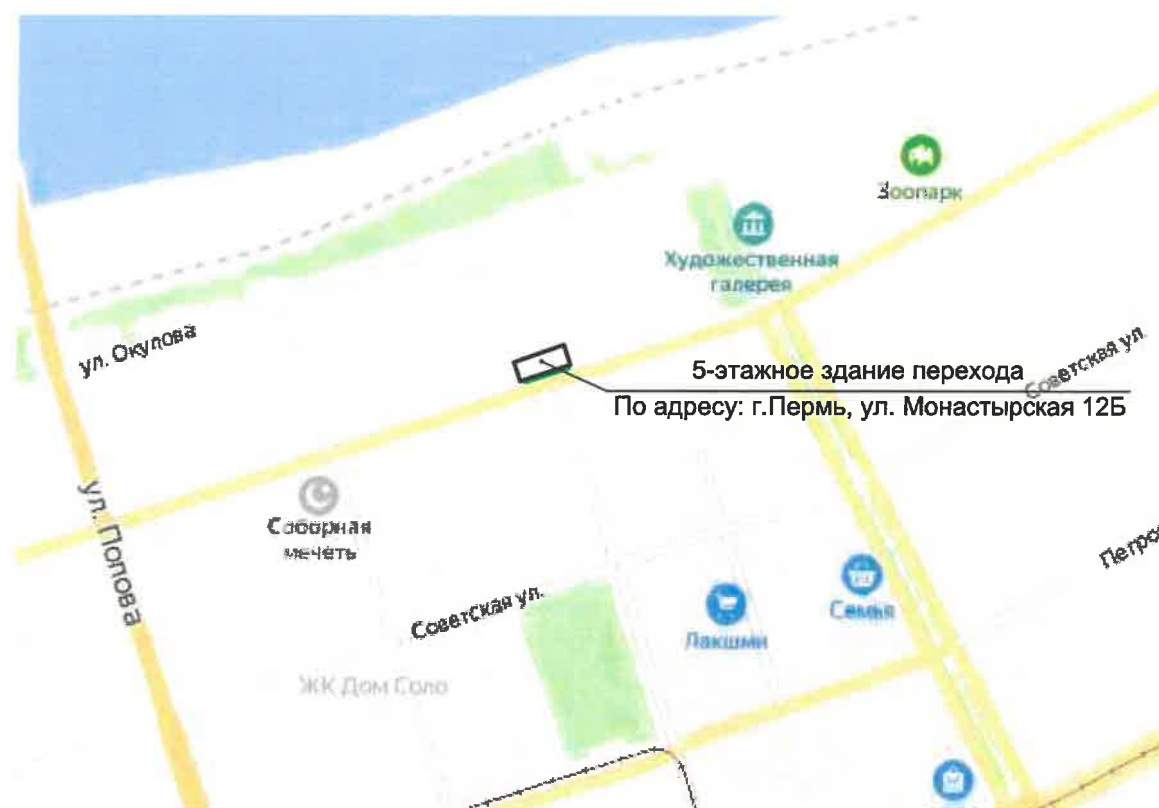 Зоопарк
Художественная
галерея
ул. Окулова
5-этажное здание перехода
По адресу: г.Пермь, ул. Монастырская 12Б
Советская ул.
Соборная
мечеть
ул. Попова
Петро
Советская ул.
Лакшми
Семья
ЖК Дом Соло